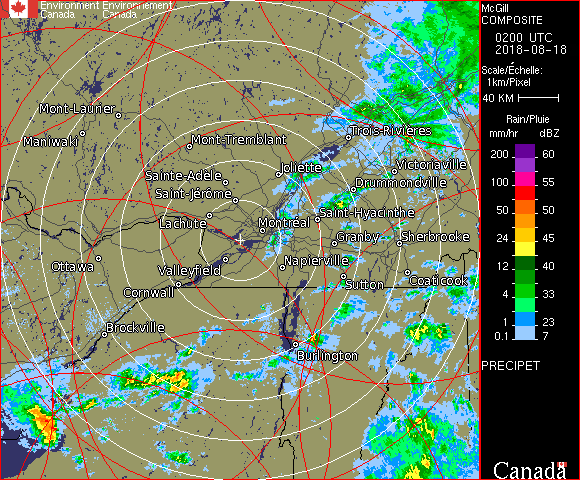 Environment Environnement
Canada Canada
McGill
COMPOSITE
0200 UTC
2018-08-18
Scale/Échelle:
1km/Pixel
40 KM
Rain/Pluie
mm/hr dBZ
200 60
100 55
50 50
24 45
12 40
4 33
1 23
0.1 7
PRECIPET
Canada
Mont-Laurier
Maniwaki
Mont-Tremblant
Trois-Rivières
Sainte-Adèle
Joliette
Victoriaville
Saint-Jérôme
Drummondville
Lachute
Saint-Hyacinthe
Montréal
Granby
Sherbrooke
Ottawa
Valleyfield
Napierville
Cornwall
Sutton
Coaticook
Brockville
Burlington